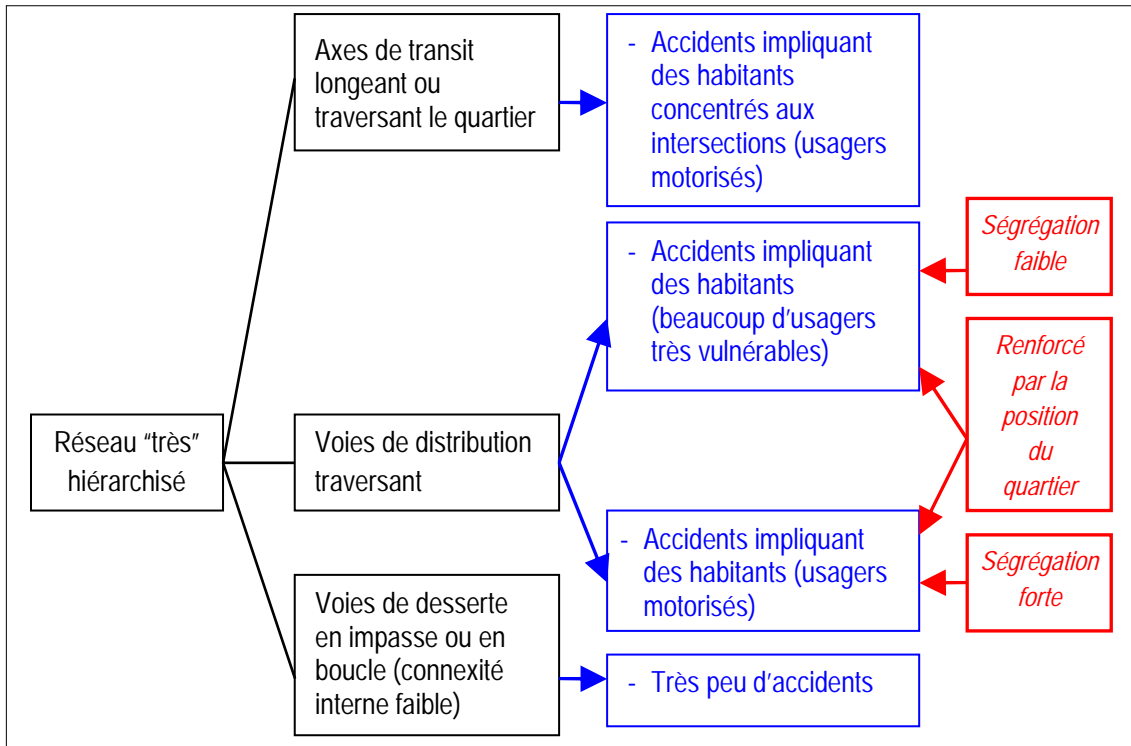 Axes de transit
longeant ou
traversant le quartier
- Accidents impliquant
des habitants
concentrés aux
intersections (usagers
motorisés)
Ségrégation
faible
- Accidents impliquant
des habitants
(beaucoup d'usagers
très vulnérables)
Renforcé
par la
position
du
quartier
Réseau "très"
hiérarchisé
Voies de distribution
traversant
- Accidents impliquant
des habitants (usagers
motorisés)
Ségrégation
forte
Voies de desserte
en impasse ou en
boucle (connexité
interne faible)
- Très peu d'accidents